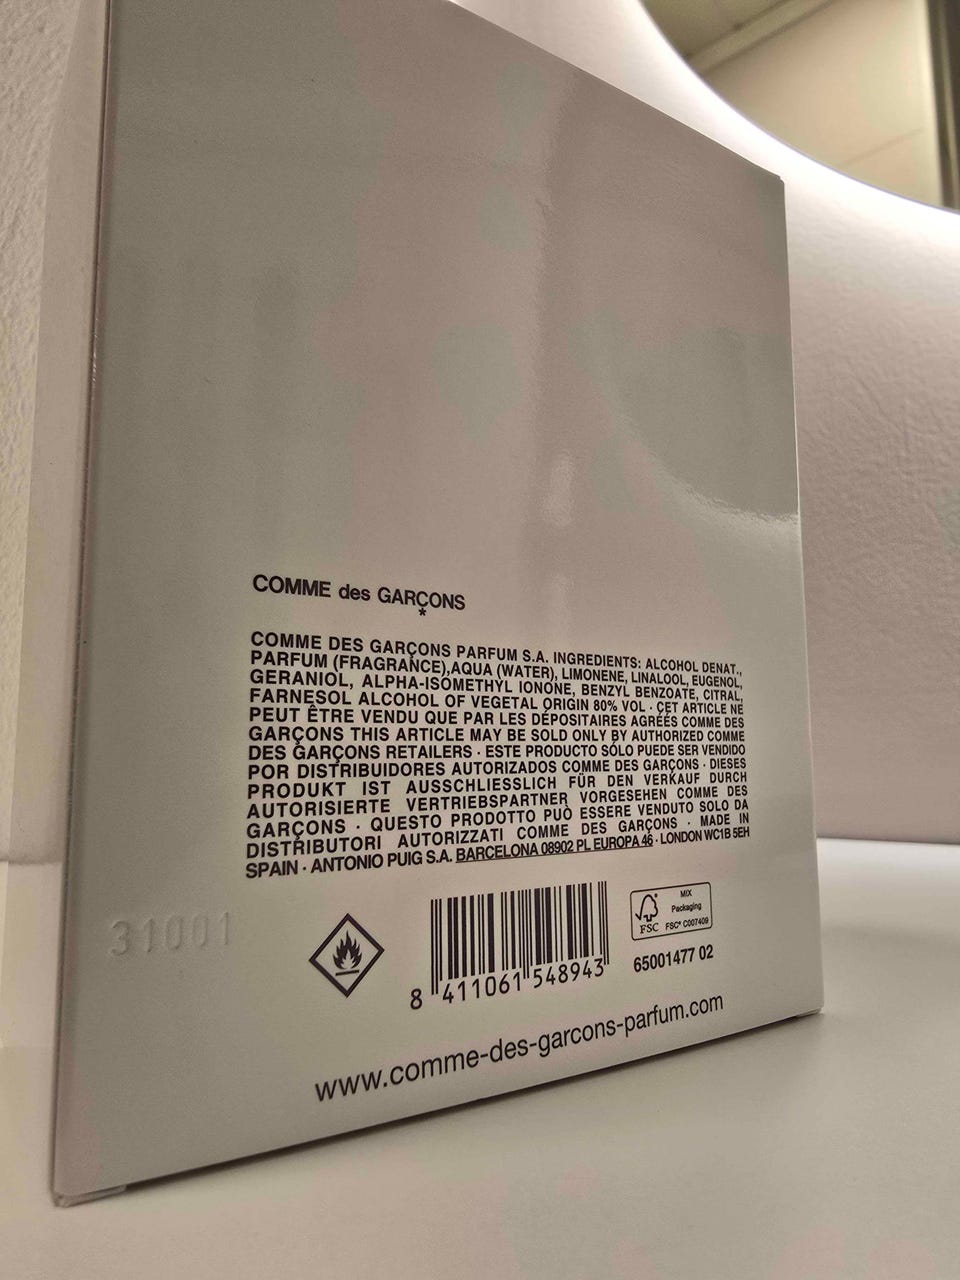 COMME des GARÇONS
*
COMME DES GARÇONS PARFUM S.A. INGREDIENTS: ALCOHOL DENAT.,
PARFUM (FRAGRANCE),AQUA (WATER), LIMONENE, LINALOOL, EUGENOL,
GERANIOL, ALPHA-ISOMETHYL IONONE, BENZYL BENZOATE, CITRAL,
FARNESOL ALCOHOL OF VEGETAL ORIGIN 80% VOL · CET ARTICLE NE
PEUT ÊTRE VENDU QUE PAR LES DÉPOSITAIRES AGRÉÉS COMME DES
GARÇONS THIS ARTICLE MAY BE SOLD ONLY BY AUTHORIZED COMME
DES GARÇONS RETAILERS · ESTE PRODUCTO SÓLO PUEDE SER VENDIDO
POR DISTRIBUIDORES AUTORIZADOS COMME DES GARÇONS · DIESES
PRODUKT IST AUSSCHLIESSLICH FÜR DEN VERKAUF DURCH
AUTORISIERTE VERTRIEBSPARTNER VORGESEHEN COMME DES
GARÇONS · QUESTO PRODOTTO PUÒ ESSERE VENDUTO SOLO DA
DISTRIBUTORI AUTORIZZATI COMME DES GARÇONS · MADE IN
SPAIN · ANTONIO PUIG S.A. BARCELONA 08902 PL EUROPA 46 · LONDON WC1B 5EH
31001
8 411061 548943
FSC
MIX
Packaging
FSC® C007409
65001477 02
www.comme-des-garcons-parfum.com